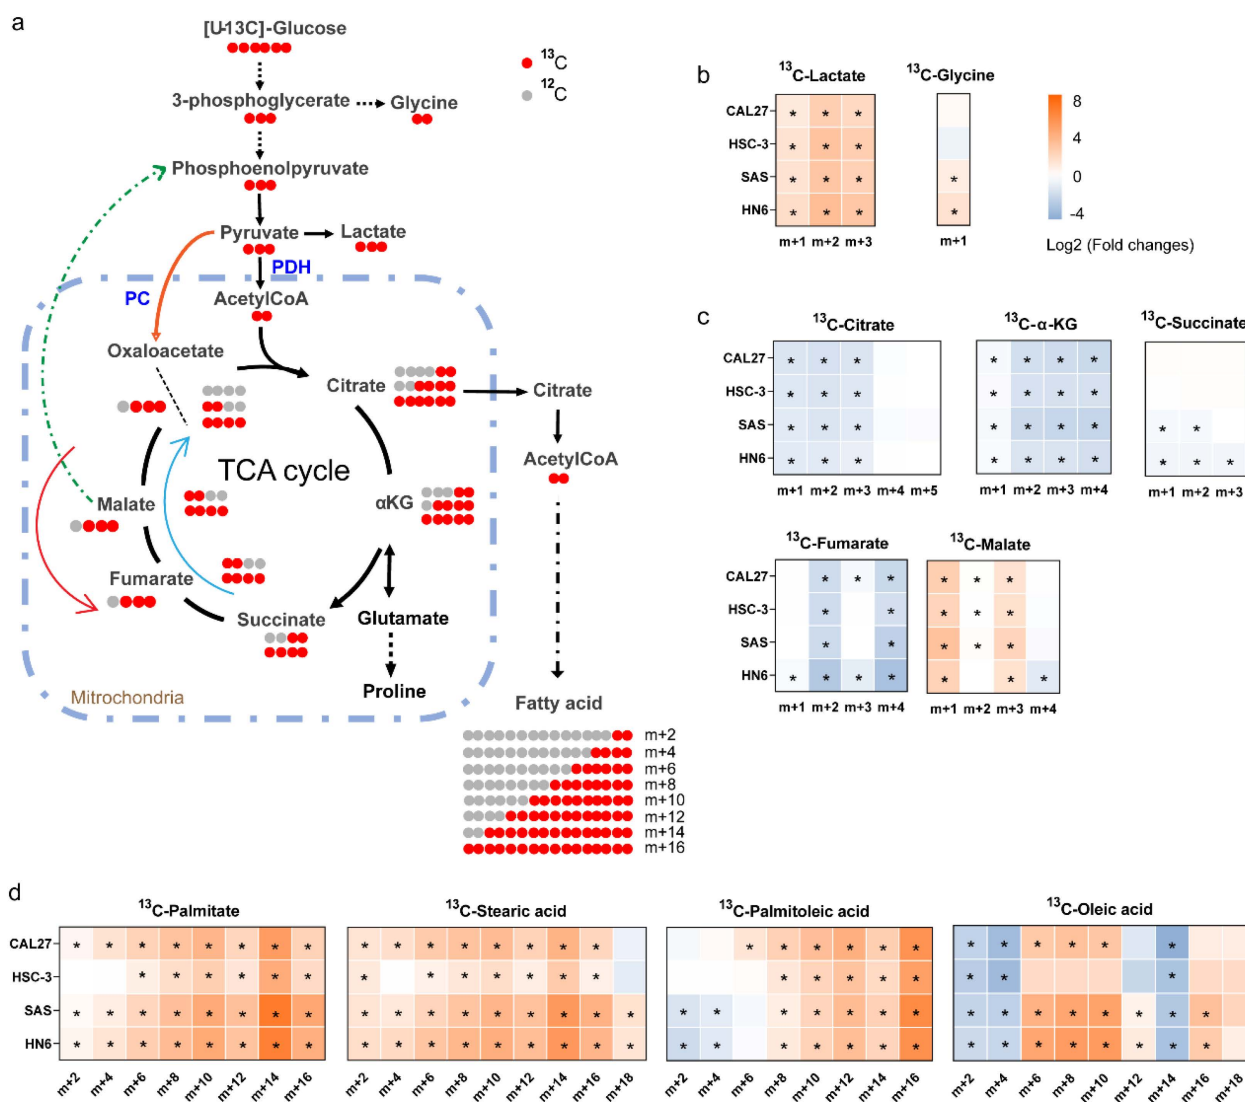 a
[U-13C]-Glucose
13C
12C
3-phosphoglycerate
Glycine
Phosphoenolpyruvate
Pyruvate
Lactate
PDH
PC
AcetylCoA
Oxaloacetate
Citrate
Citrate
AcetylCoA
TCA cycle
αKG
Malate
Fumarate
Succinate
Glutamate
Proline
Mitrochondria
Fatty acid
m+2
m+4
m+6
m+8
m+10
m+12
m+14
m+16
b
13C-Lactate
13C-Glycine
CAL27
* * *
HSC-3
* * *
SAS
* * * *
HN6
* * * *
m+1 m+2 m+3
m+1
8
4
0
-4
Log2 (Fold changes)
c
13C-Citrate
13C-α-KG
13C-Succinate
CAL27
* * * * * * *
HSC-3
* * * * * * *
SAS
* * * * * * * * *
HN6
* * * * * * * * * *
m+1 m+2 m+3 m+4 m+5
m+1 m+2 m+3 m+4
m+1 m+2 m+3
13C-Fumarate
13C-Malate
CAL27
* * * * * *
HSC-3
* * * * *
SAS
* * * * *
HN6
* * * * * * *
m+1 m+2 m+3 m+4
m+1 m+2 m+3 m+4
d
13C-Palmitate
13C-Stearic acid
13C-Palmitoleic acid
13C-Oleic acid
CAL27
* * * * * * * * * * * * * * * * * * * * * * * * * * * *
HSC-3
* * * * * * * * * * * * * * * * * * * * * *
SAS
* * * * * * * * * * * * * * * * * * * * * * * * * * * * * * * *
HN6
* * * * * * * * * * * * * * * * * * * * * * * * * * * * * * * *
m+2 m+4 m+6 m+8 m+10 m+12 m+14 m+16
m+2 m+4 m+6 m+8 m+10 m+12 m+14 m+16 m+18
m+2 m+4 m+6 m+8 m+10 m+12 m+14 m+16
m+2 m+4 m+6 m+8 m+10 m+12 m+14 m+16 m+18